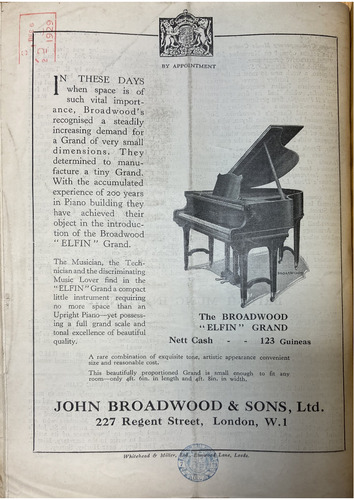 1929
BY APPOINTMENT
IN THESE DAYS
when space is of
such vital import-
ance, Broadwood's
recognised a steadily
increasing demand for
a Grand of very small
dimensions. They
determined to manu-
facture a tiny Grand.
With the accumulated
experience of 200 years
in Piano building they
have achieved their
object in the introduc-
tion of the Broadwood
"ELFIN" Grand.
The Musician, the Tech-
nician and the discriminating
Music Lover find in the
"ELFIN" Grand a compact
little instrument requiring
no more space than an
Upright Piano—yet possess-
ing a full grand scale and
tonal excellence of beautiful
quality.
The BROADWOOD
"ELFIN" GRAND
Nett Cash - - 123 Guineas
A rare combination of exquisite tone, artistic appearance convenient
size and reasonable cost.
This beautifully proportioned Grand is small enough to fit any
room—only 4ft. 6in. in length and 4ft. 8in. in width.
JOHN BROADWOOD & SONS, Ltd.
227 Regent Street, London, W.1
Whitehead & Miller, Ltd., Elmwood Lane, Leeds.